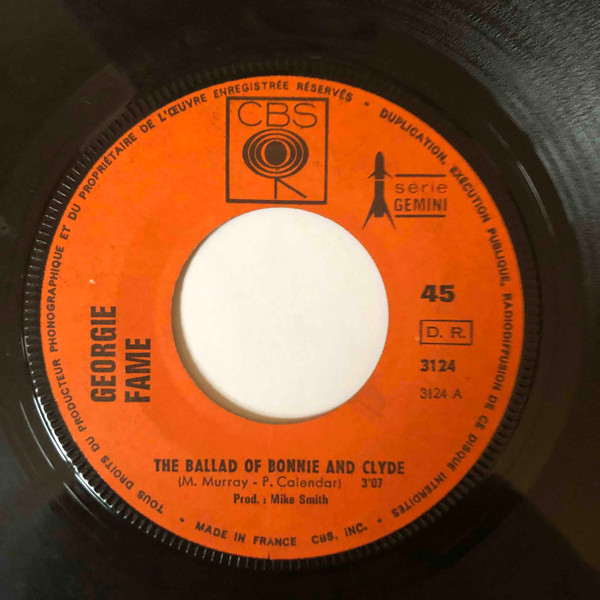 TOUS DROITS DU PRODUCTEUR PHONOGRAPHIQUE ET DU PROPRIÉTAIRE DE L'ŒUVRE ENREGISTRÉE RÉSERVÉS • DUPLICATION, EXÉCUTION PUBLIQUE, RADIODIFFUSION DE CE DISQUE INTERDITES •
CBS
série
GEMINI
GEORGIE
FAME
45
D. R.
3124
3124 A
THE BALLAD OF BONNIE AND CLYDE
(M. Murray - P. Calendar) 3'07
Prod. : Mike Smith
• MADE IN FRANCE CBS, INC. •